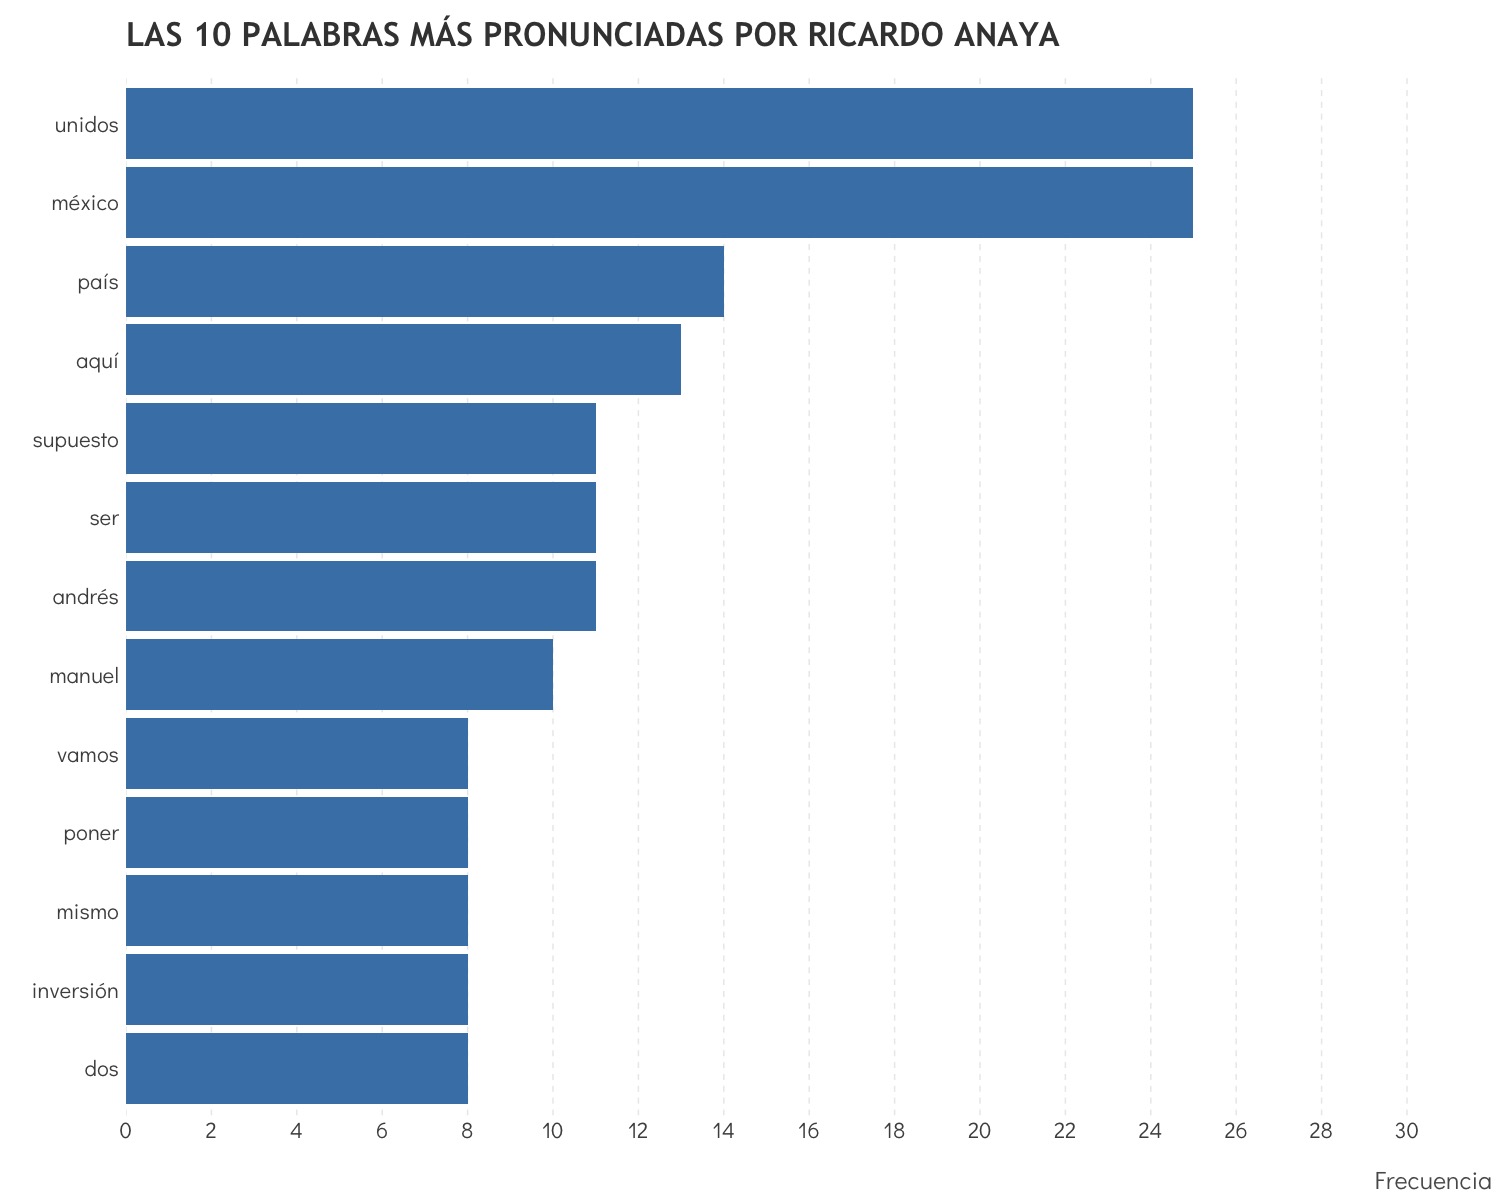 LAS 10 PALABRAS MÁS PRONUNCIADAS POR RICARDO ANAYA
unidos
méxico
país
aquí
supuesto
ser
andrés
manuel
vamos
poner
mismo
inversión
dos
0 2 4 6 8 10 12 14 16 18 20 22 24 26 28 30
Frecuencia